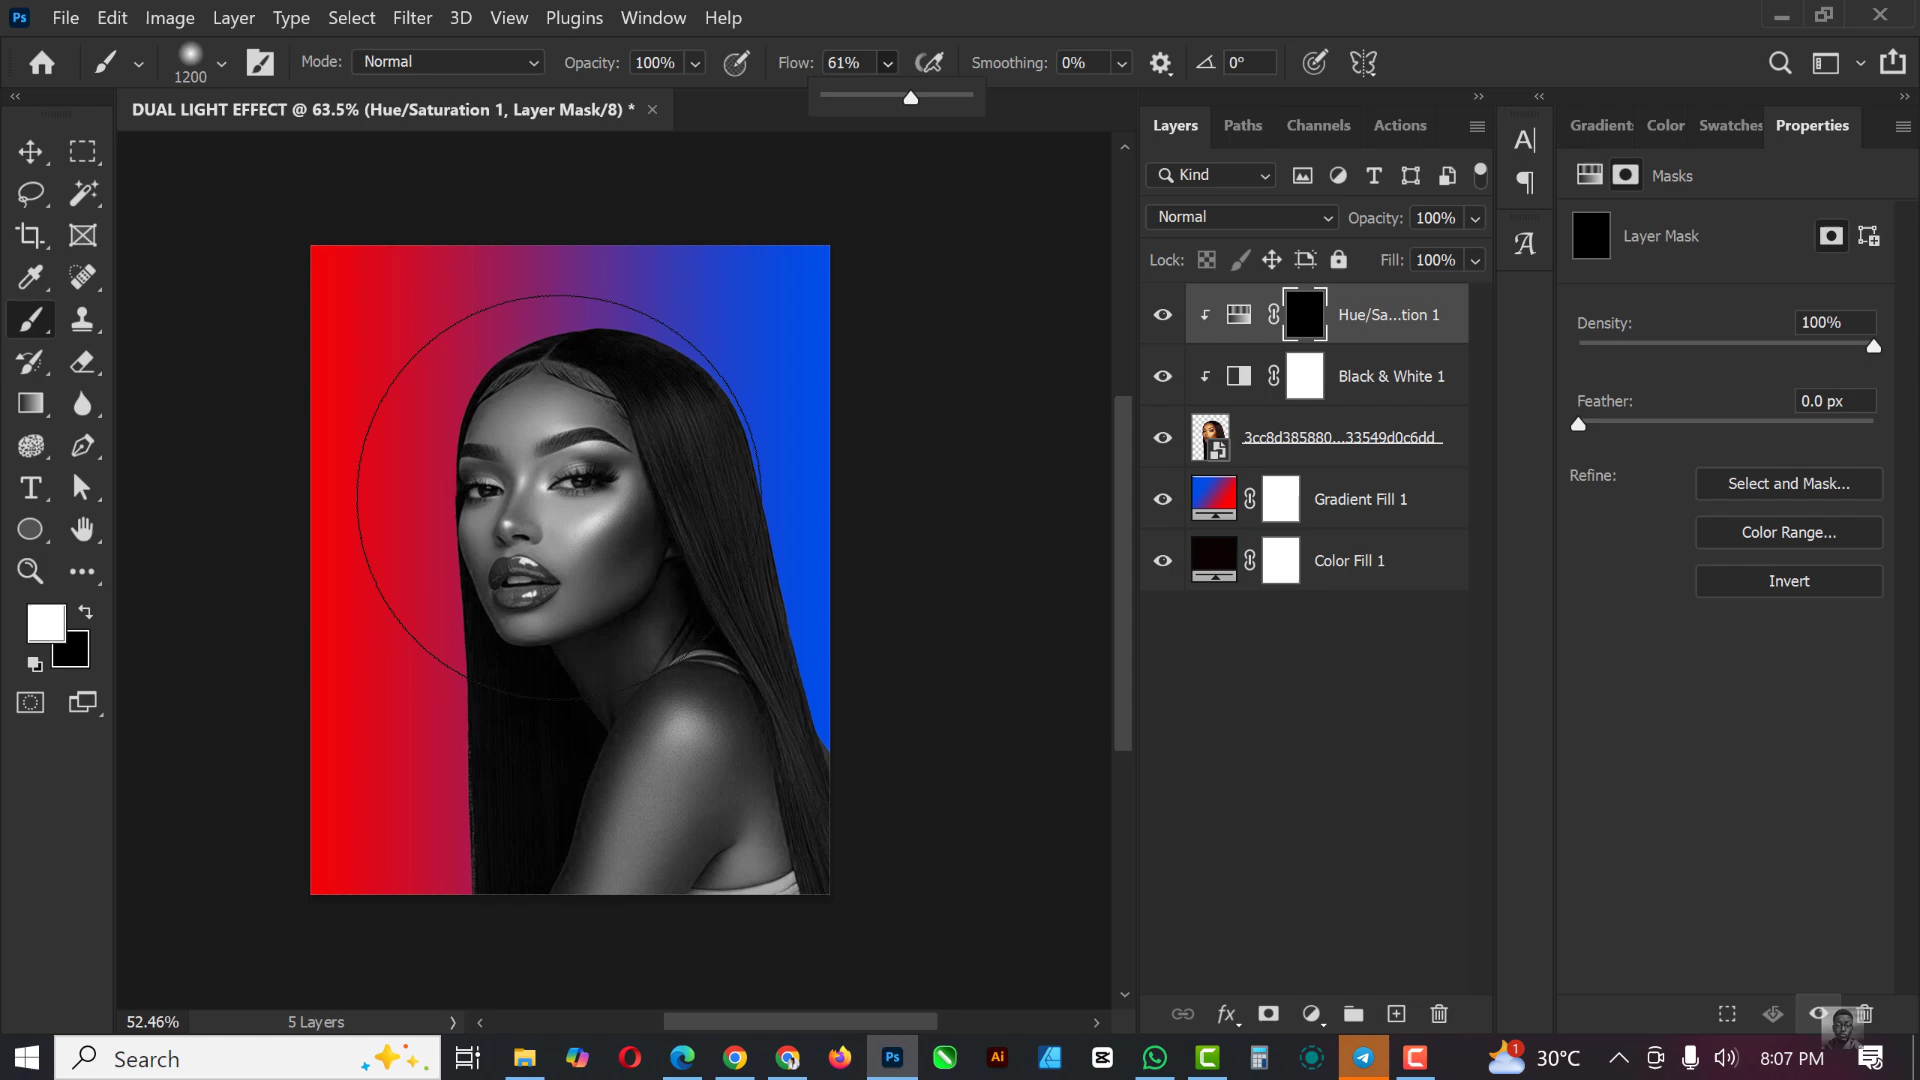 Ps File Edit Image Layer Type Select Filter 3D View Plugins Window Help
1200 Mode: Normal Opacity: 100% Flow: 61% Smoothing: 0% 0°
DUAL LIGHT EFFECT @ 63.5% (Hue/Saturation 1, Layer Mask/8) *
Layers Paths Channels Actions
Kind
Normal Opacity: 100%
Lock: Fill: 100%
Hue/Sa...tion 1
Black & White 1
3cc8d385880...33549d0c6dd
Gradient Fill 1
Color Fill 1
Gradient Color Swatches Properties
Masks
Layer Mask
Density: 100%
Feather: 0.0 px
Refine: Select and Mask...
Color Range...
Invert
52.46% 5 Layers
Search
Ps
Ai
1
30°C 8:07 PM